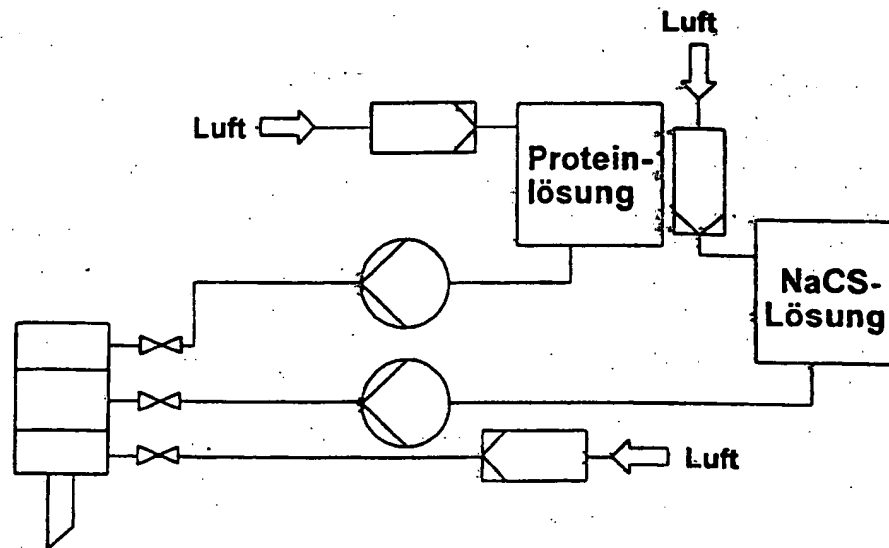 Luft
Luft
Protein-
lösung
NaCS-
Lösung
Luft